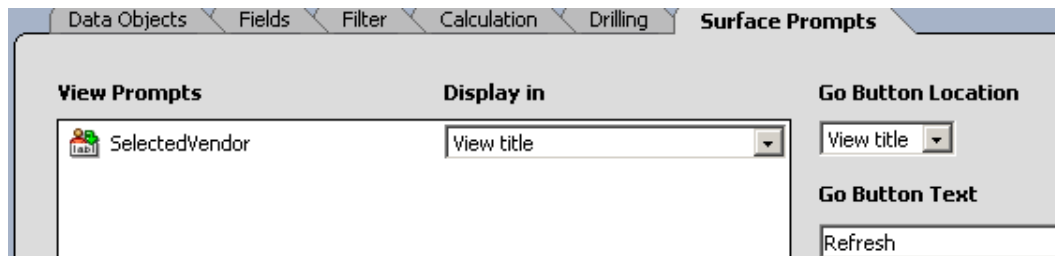 Data Objects Fields Filter Calculation Drilling Surface Prompts
View Prompts Display in Go Button Location
SelectedVendor View title View title
Go Button Text
Refresh